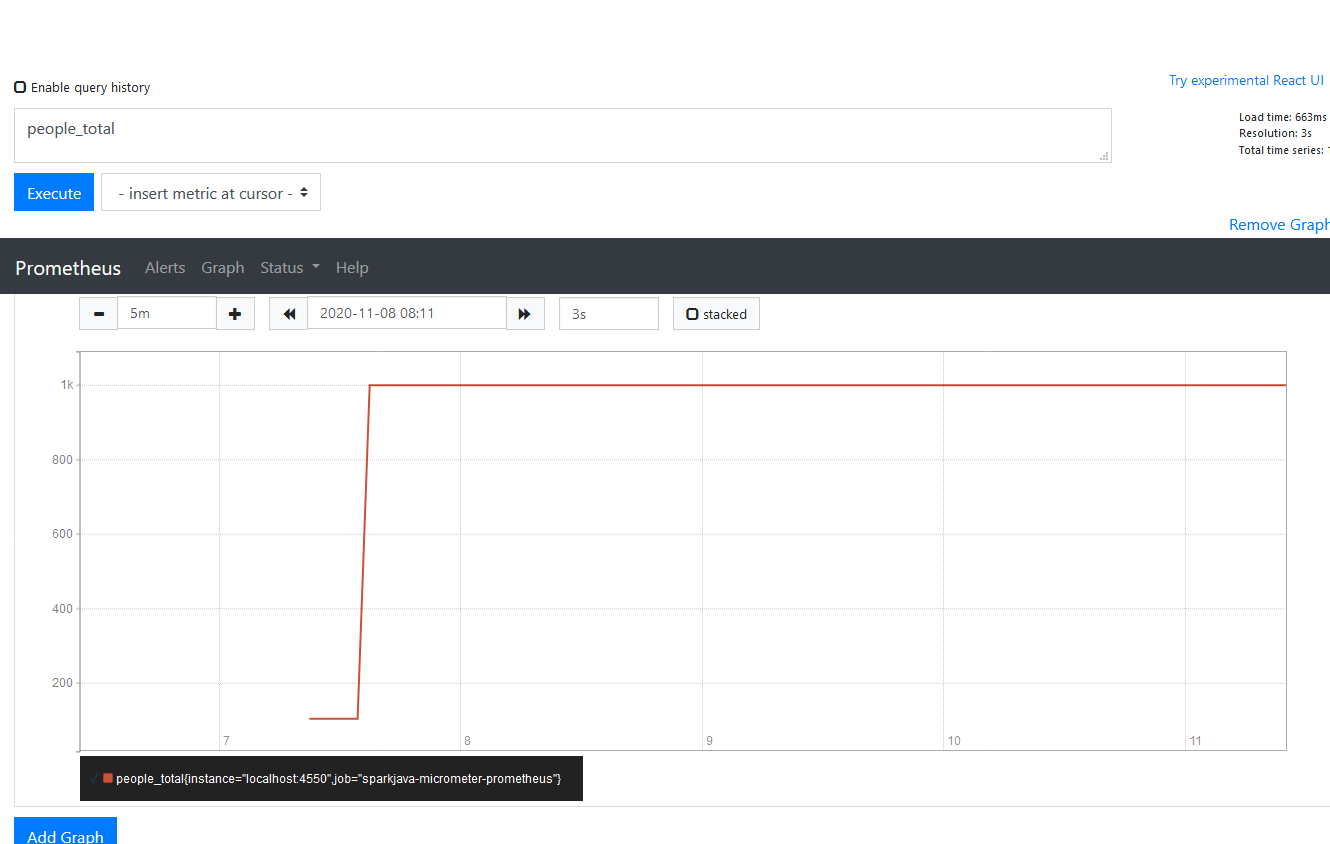 Enable query history
Try experimental React UI
people_total
Load time: 663ms
Resolution: 3s
Total time series: 1
Execute
- insert metric at cursor -
Remove Graph
Prometheus Alerts Graph Status Help
5m 2020-11-08 08:11 3s stacked
1k
800
600
400
200
7 8 9 10 11
people_total{instance="localhost:4550",job="sparkjava-micrometer-prometheus"}
Add Graph